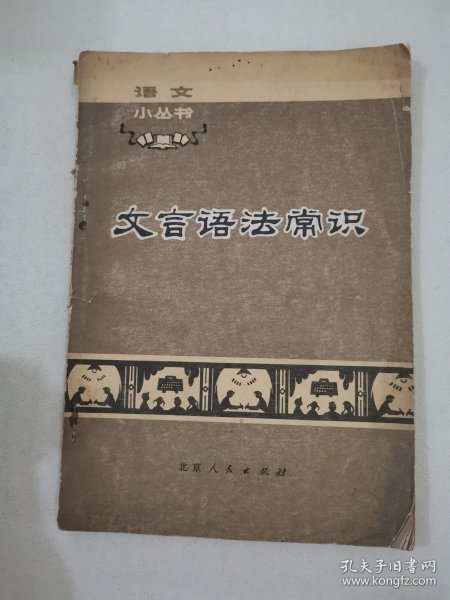 语文
小丛书
文言语法常识
北京人民出版社
孔夫子旧书网
www.kongfz.com